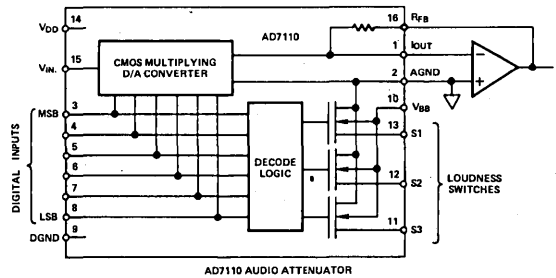 14
VDD
AD7110
16
RFB
1
IOUT
15
VIN.
CMOS MULTIPLYING
D/A CONVERTER
2
AGND
DIGITAL INPUTS
MSB
3
4
5
6
7
8
LSB
9
DGND
DECODE
LOGIC
10
VBB
13
S1
12
S2
11
S3
LOUDNESS
SWITCHES
AD7110 AUDIO ATTENUATOR